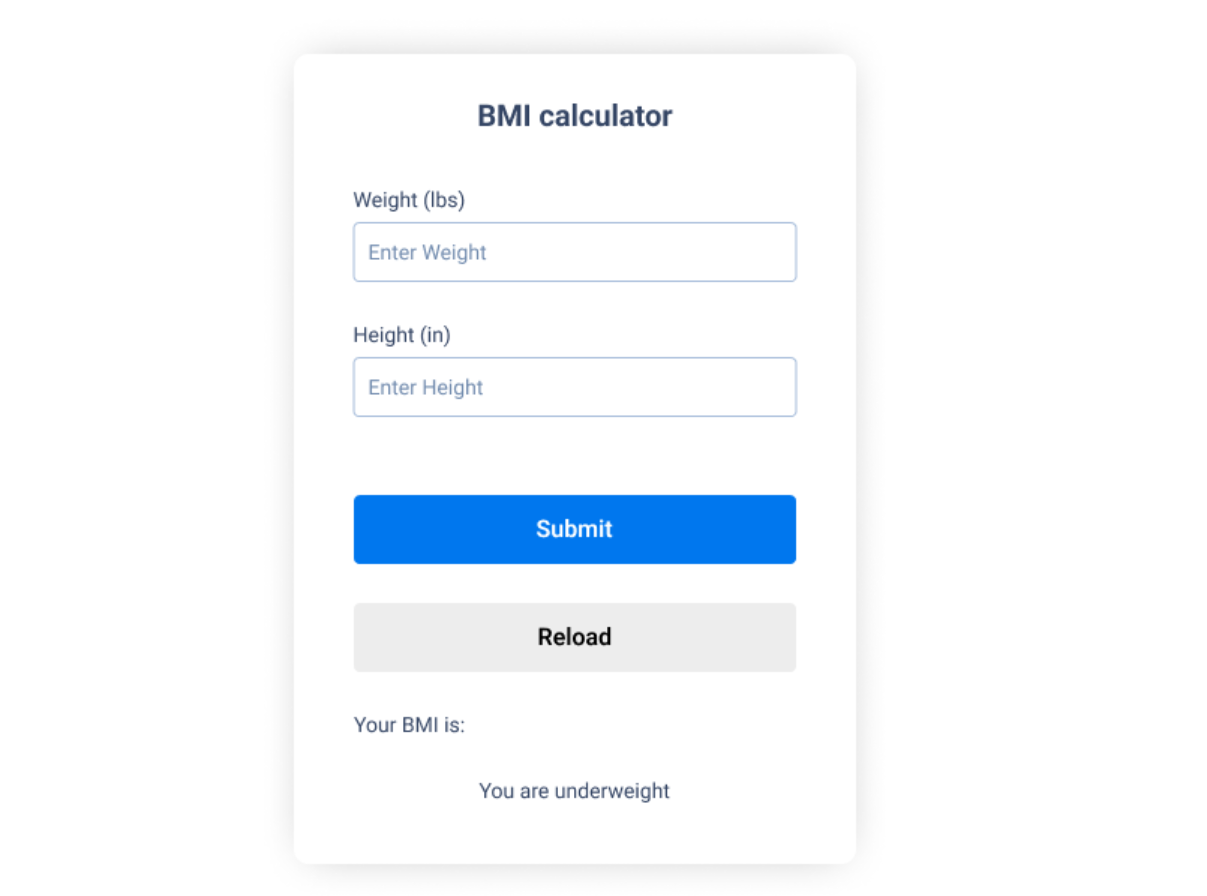 BMI calculator
Weight (lbs)
Enter Weight
Height (in)
Enter Height
Submit
Reload
Your BMI is:
You are underweight